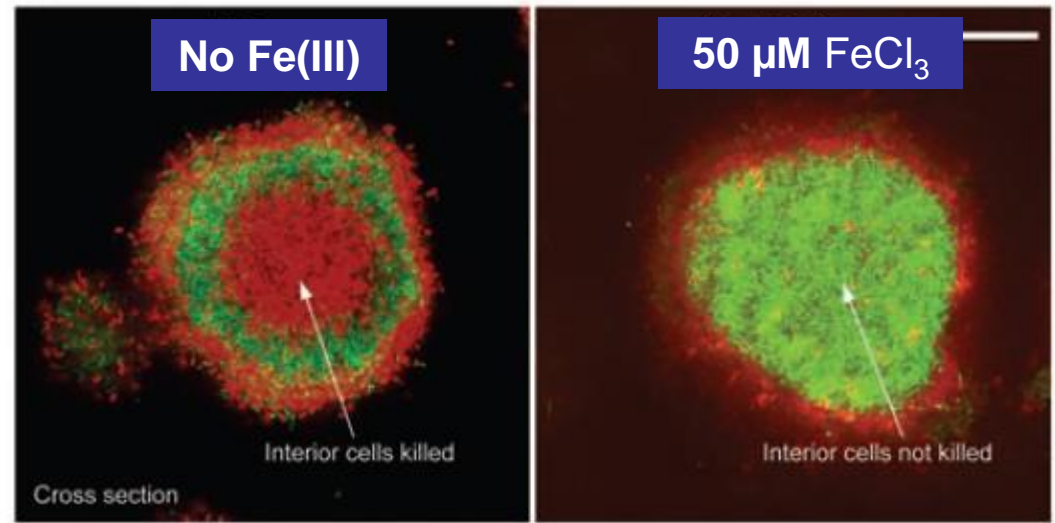 No Fe(III)
50 µM FeCl₃
Interior cells killed
Interior cells not killed
Cross section